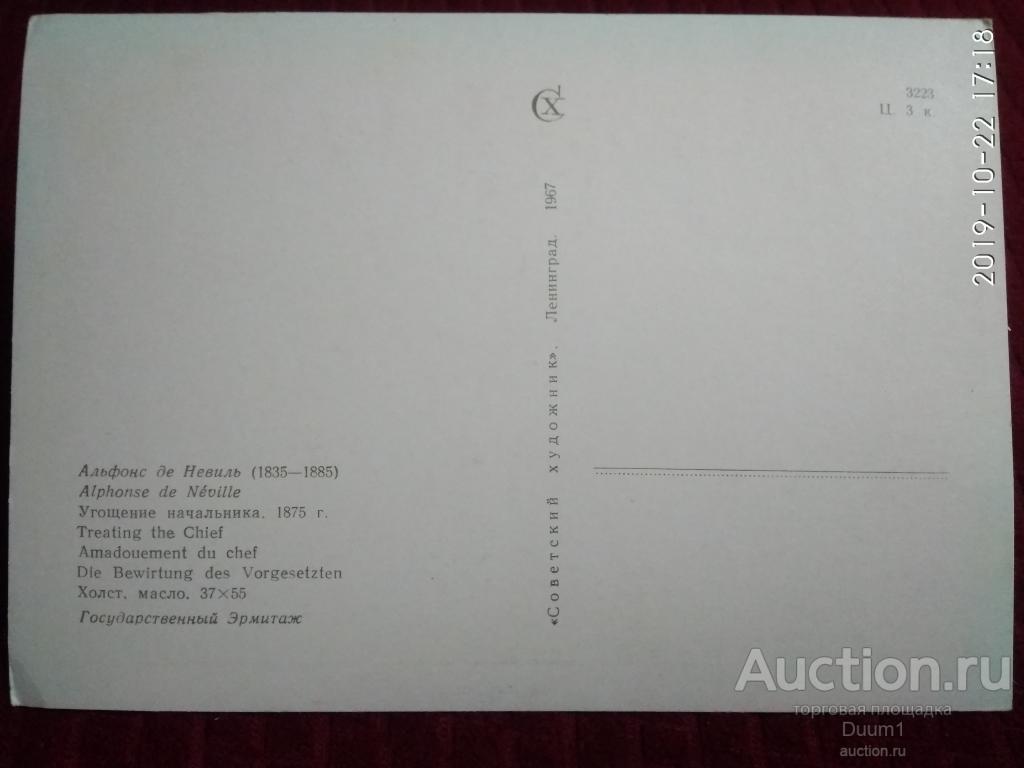 Альфонс де Невиль (1835—1885)
Alphonse de Néville
Угощение начальника. 1875 г.
Treating the Chief
Amadouement du chef
Die Bewirtung des Vorgesetzten
Холст, масло. 37×55
Государственный Эрмитаж
«Советский художник». Ленинград. 1967
СХ
3223
Ц. 3 к.
2019-10-22 17:18
Auction.ru
торговая площадка
Duum1
auction.ru